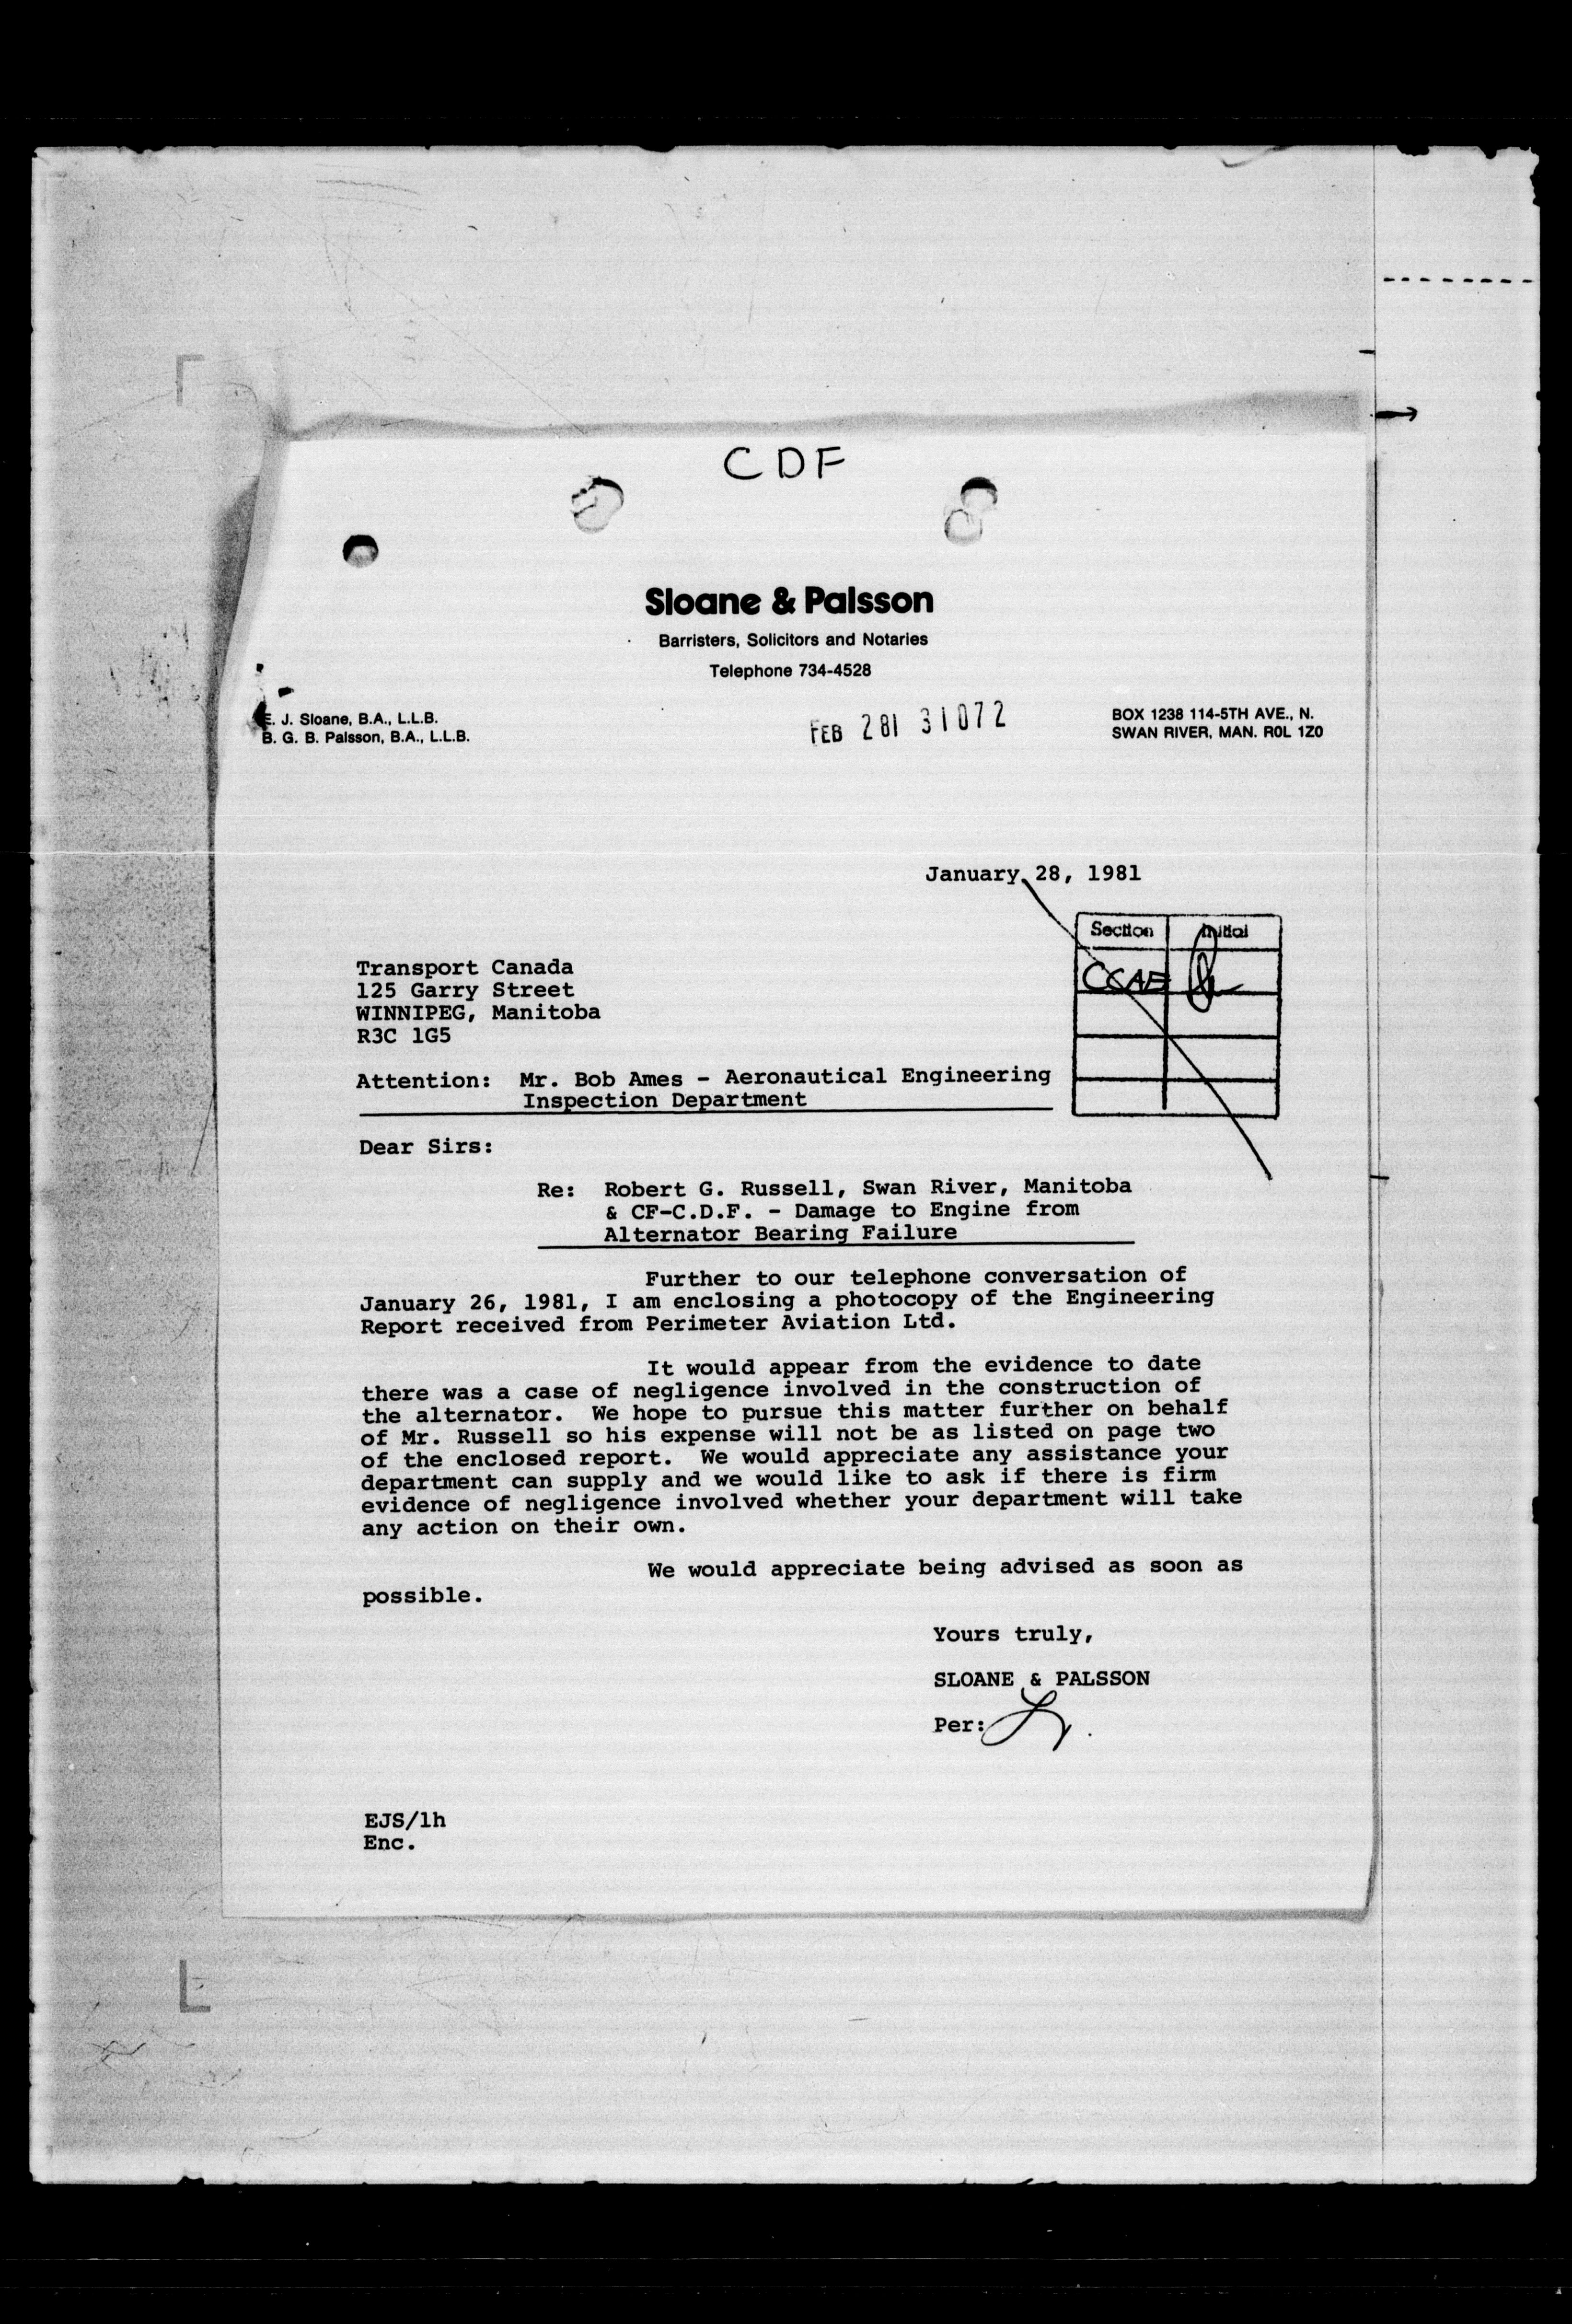 CDF
Sloane & Palsson
Barristers, Solicitors and Notaries
Telephone 734-4528
E. J. Sloane, B.A., L.L.B.
B. G. B. Palsson, B.A., L.L.B.
FEB 2 81 31072
BOX 1238 114-5TH AVE., N.
SWAN RIVER, MAN. R0L 1Z0
January 28, 1981
Section Initial
Transport Canada
125 Garry Street
WINNIPEG, Manitoba
R3C 1G5
Attention: Mr. Bob Ames - Aeronautical Engineering
Inspection Department
Dear Sirs:
Re: Robert G. Russell, Swan River, Manitoba
& CF-C.D.F. - Damage to Engine from
Alternator Bearing Failure
Further to our telephone conversation of
January 26, 1981, I am enclosing a photocopy of the Engineering
Report received from Perimeter Aviation Ltd.
It would appear from the evidence to date
there was a case of negligence involved in the construction of
the alternator. We hope to pursue this matter further on behalf
of Mr. Russell so his expense will not be as listed on page two
of the enclosed report. We would appreciate any assistance your
department can supply and we would like to ask if there is firm
evidence of negligence involved whether your department will take
any action on their own.
We would appreciate being advised as soon as
possible.
Yours truly,
SLOANE & PALSSON
Per:
EJS/lh
Enc.